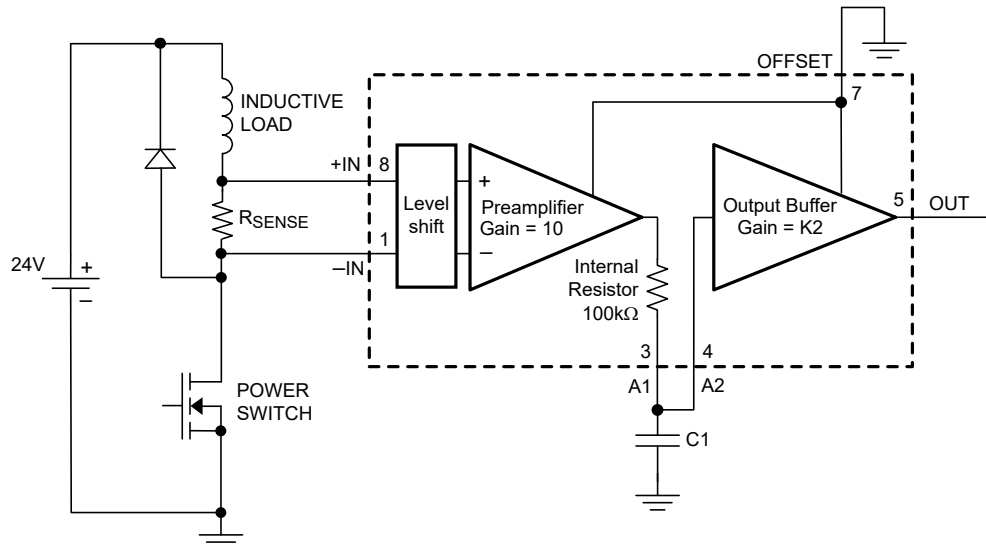 OFFSET
7
INDUCTIVE
LOAD
+IN
8
RSENSE
Level
shift
+
−
Preamplifier
Gain = 10
Output Buffer
Gain = K2
5
OUT
1
−IN
24V
+
−
Internal
Resistor
100kΩ
3
4
A1
A2
POWER
SWITCH
C1